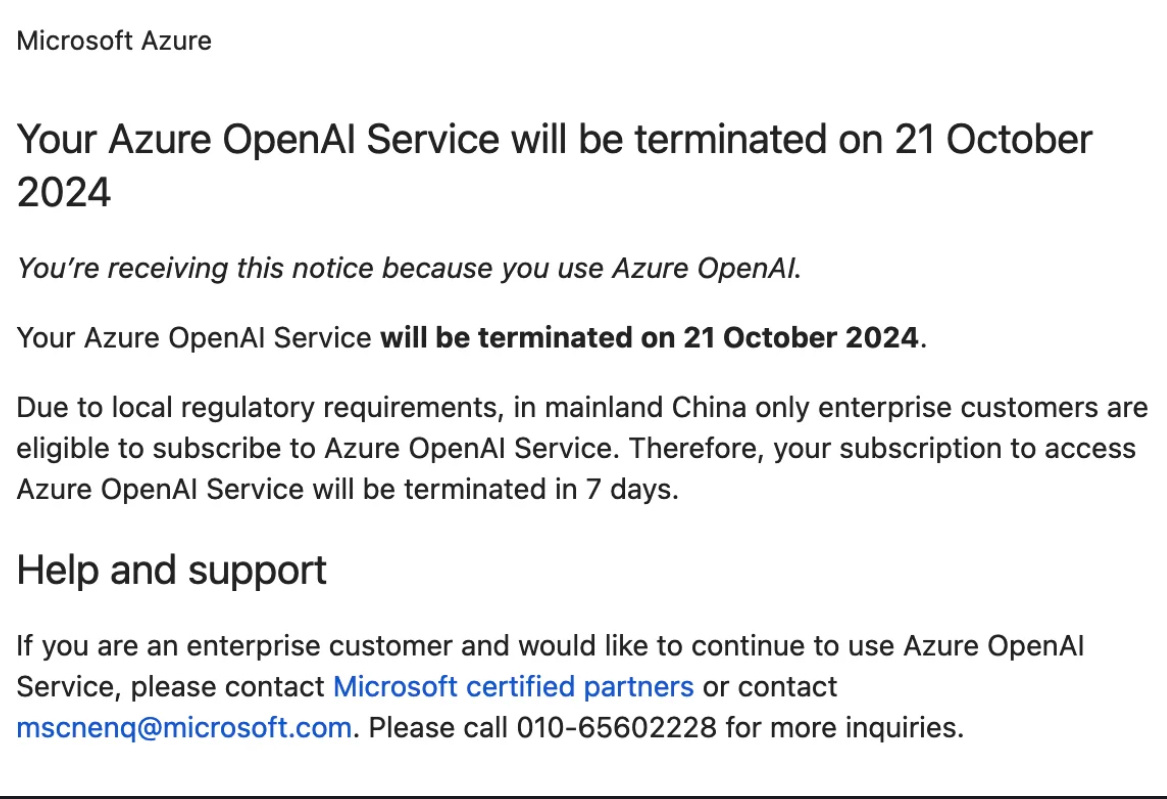 Microsoft Azure
Your Azure OpenAI Service will be terminated on 21 October
2024
You’re receiving this notice because you use Azure OpenAI.
Your Azure OpenAI Service will be terminated on 21 October 2024.
Due to local regulatory requirements, in mainland China only enterprise customers are
eligible to subscribe to Azure OpenAI Service. Therefore, your subscription to access
Azure OpenAI Service will be terminated in 7 days.
Help and support
If you are an enterprise customer and would like to continue to use Azure OpenAI
Service, please contact Microsoft certified partners or contact
mscnenq@microsoft.com. Please call 010-65602228 for more inquiries.